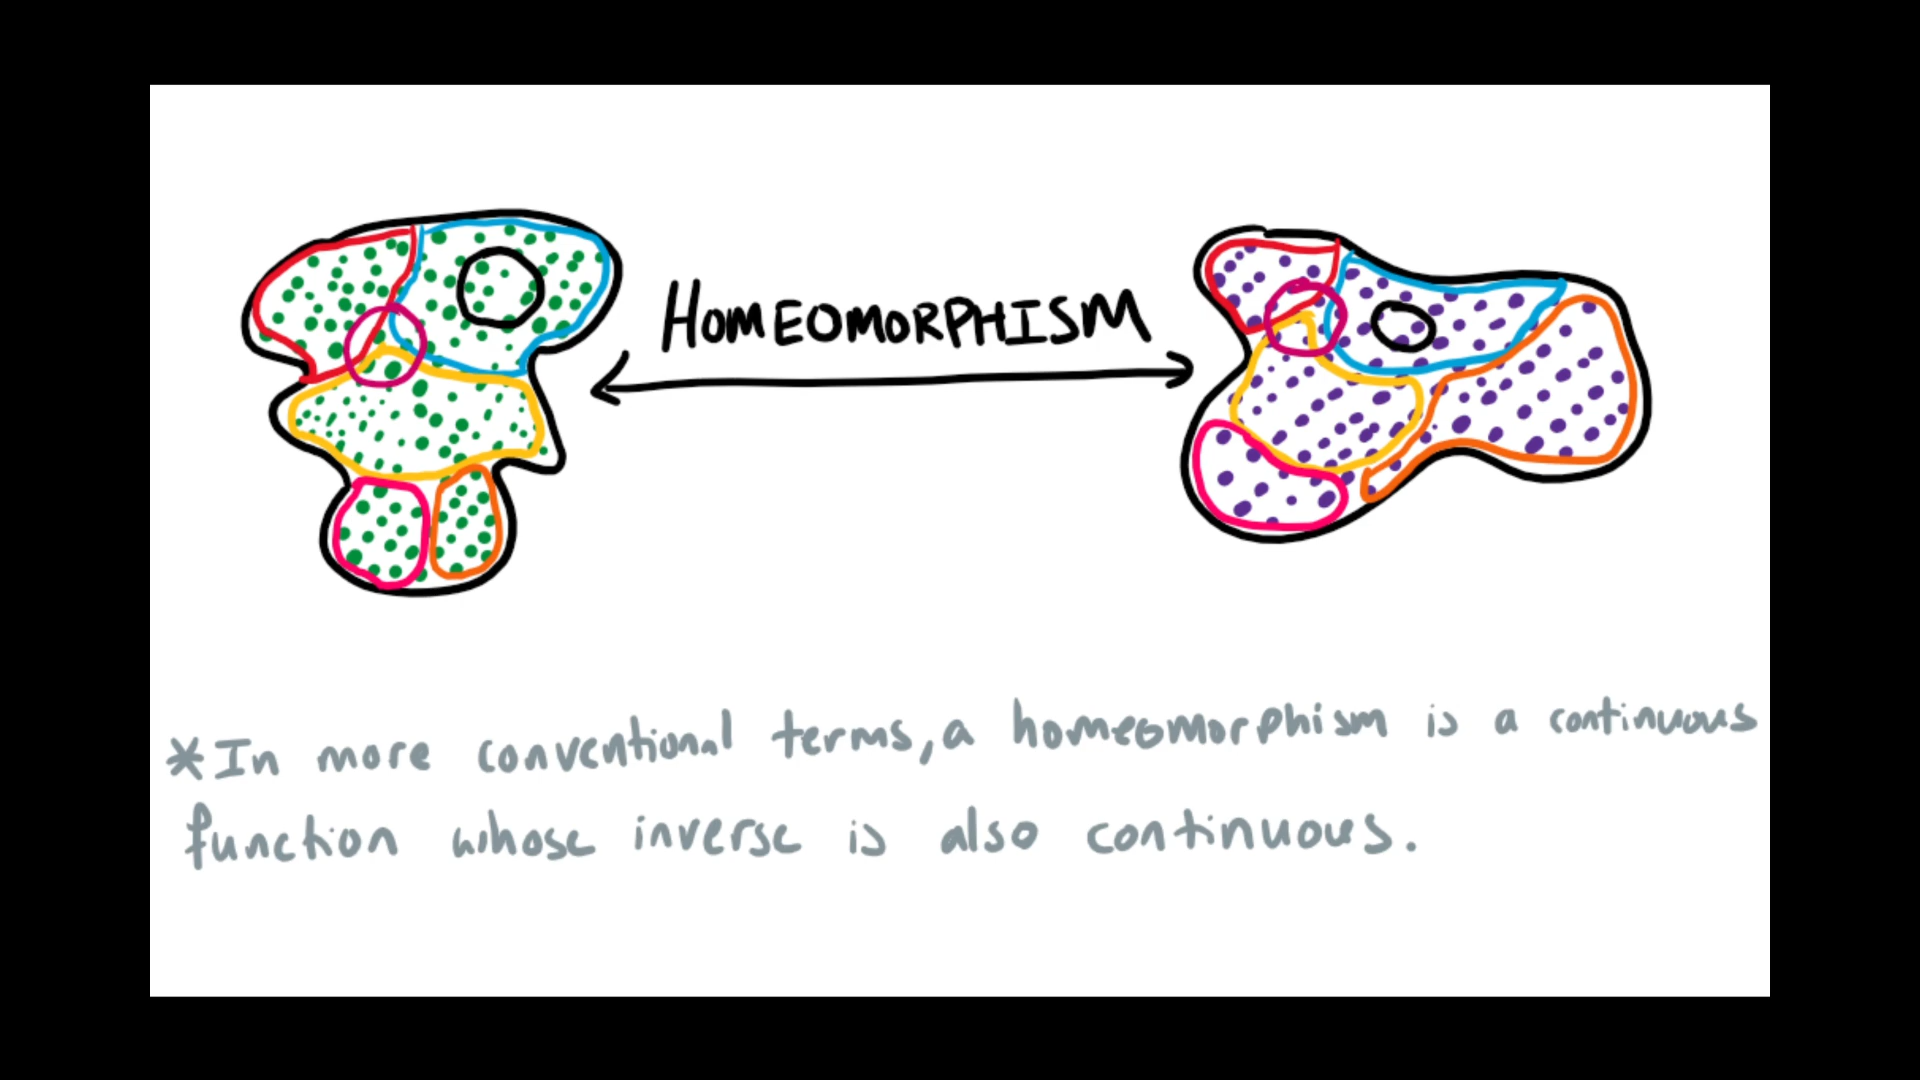 HOMEOMORPHISM
*In more conventional terms, a homeomorphism is a continuous
function whose inverse is also continuous.